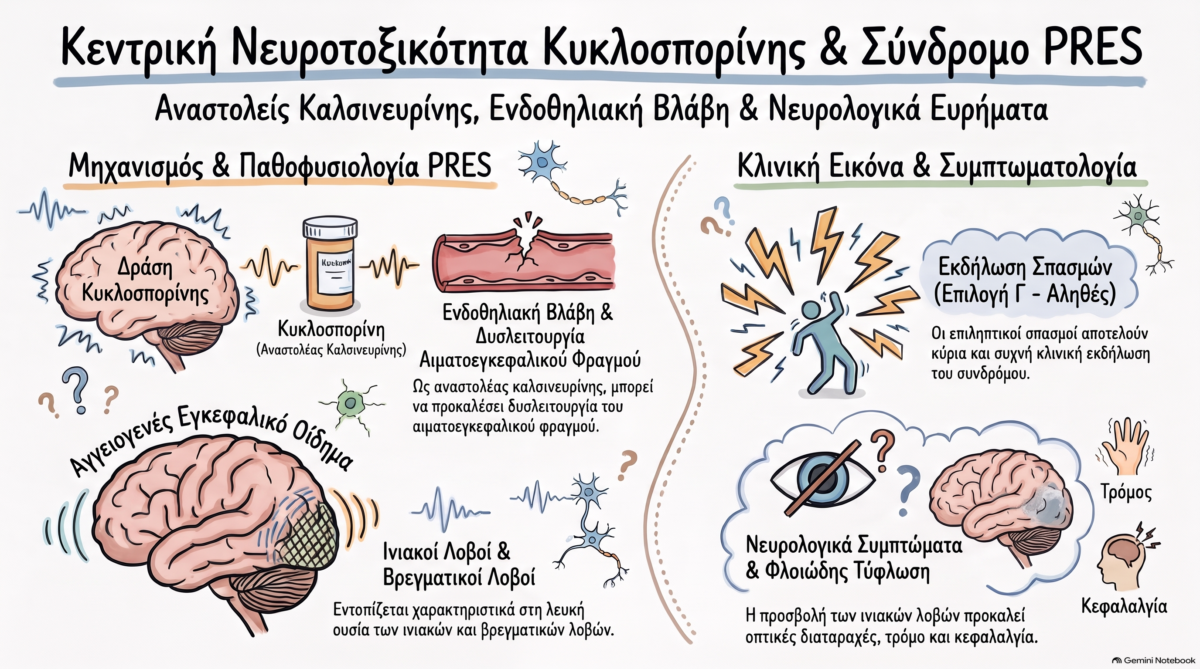 Κεντρική Νευροτοξικότητα Κυκλοσπορίνης & Σύνδρομο PRES
Αναστολείς Καλσινευρίνης, Ενδοθηλιακή Βλάβη & Νευρολογικά Ευρήματα
Μηχανισμός & Παθοφυσιολογία PRES
Δράση
Κυκλοσπορίνης
Κυκλοσπορίνη
(Αναστολέας Καλσινευρίνης)
Ενδοθηλιακή Βλάβη &
Δυσλειτουργία
Αιματοεγκεφαλικού Φραγμού
Ως αναστολέας καλσινευρίνης, μπορεί
να προκαλέσει δυσλειτουργία του
αιματοεγκεφαλικού φραγμού.
Αγγειογενές Εγκεφαλικό Οίδημα
Ινιακοί Λοβοί &
Βρεγματικοί Λοβοί
Εντοπίζεται χαρακτηριστικά στη λευκή
ουσία των ινιακών και βρεγματικών λοβών.
Κλινική Εικόνα & Συμπτωματολογία
Εκδήλωση Σπασμών
(Επιλογή Γ - Αληθές)
Οι επιληπτικοί σπασμοί αποτελούν
κύρια και συχνή κλινική εκδήλωση
του συνδρόμου.
Νευρολογικά Συμπτώματα
& Φλοιώδης Τύφλωση
Η προσβολή των ινιακών λοβών προκαλεί
οπτικές διαταραχές, τρόμο και κεφαλαλγία.
Τρόμος
Κεφαλαλγία
Gemini Notebook